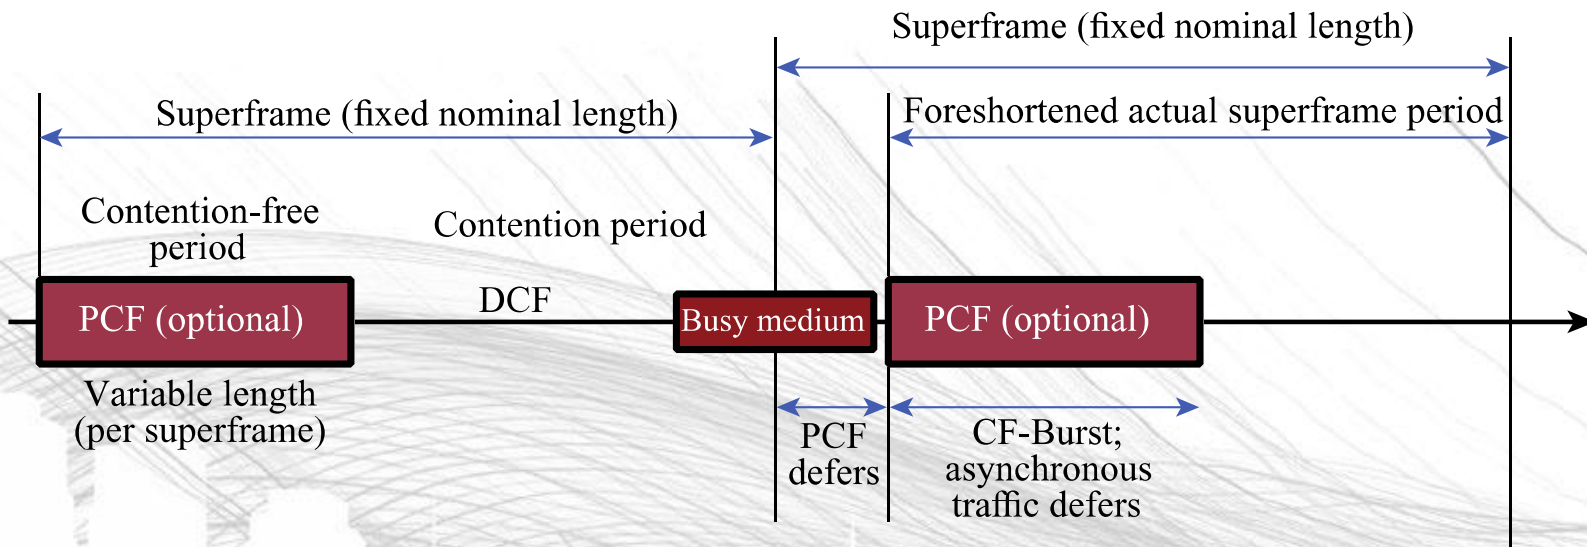 Superframe (fixed nominal length)
Superframe (fixed nominal length)
Foreshortened actual superframe period
Contention-free
period
Contention period
PCF (optional)
DCF
Busy medium
PCF (optional)
Variable length
(per superframe)
PCF
defers
CF-Burst;
asynchronous
traffic defers